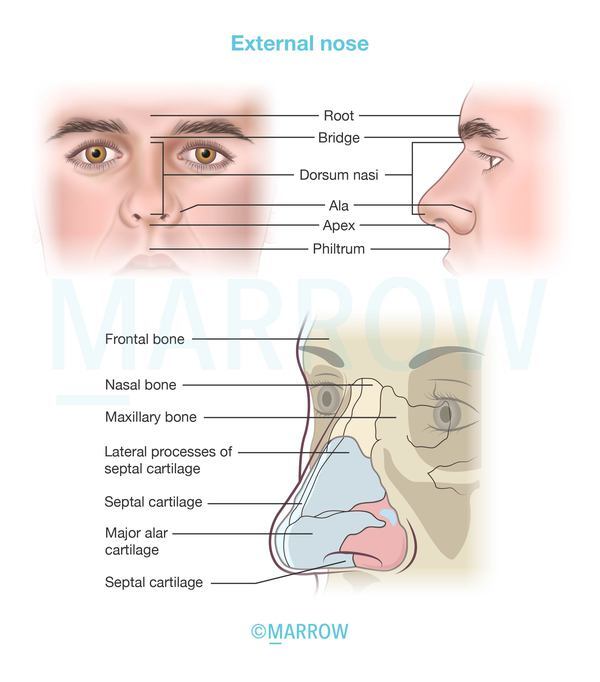 External nose
Root
Bridge
Dorsum nasi
Ala
Apex
Philtrum
MARROW
Frontal bone
Nasal bone
Maxillary bone
Lateral processes of
septal cartilage
Septal cartilage
Major alar
cartilage
Septal cartilage
©MARROW